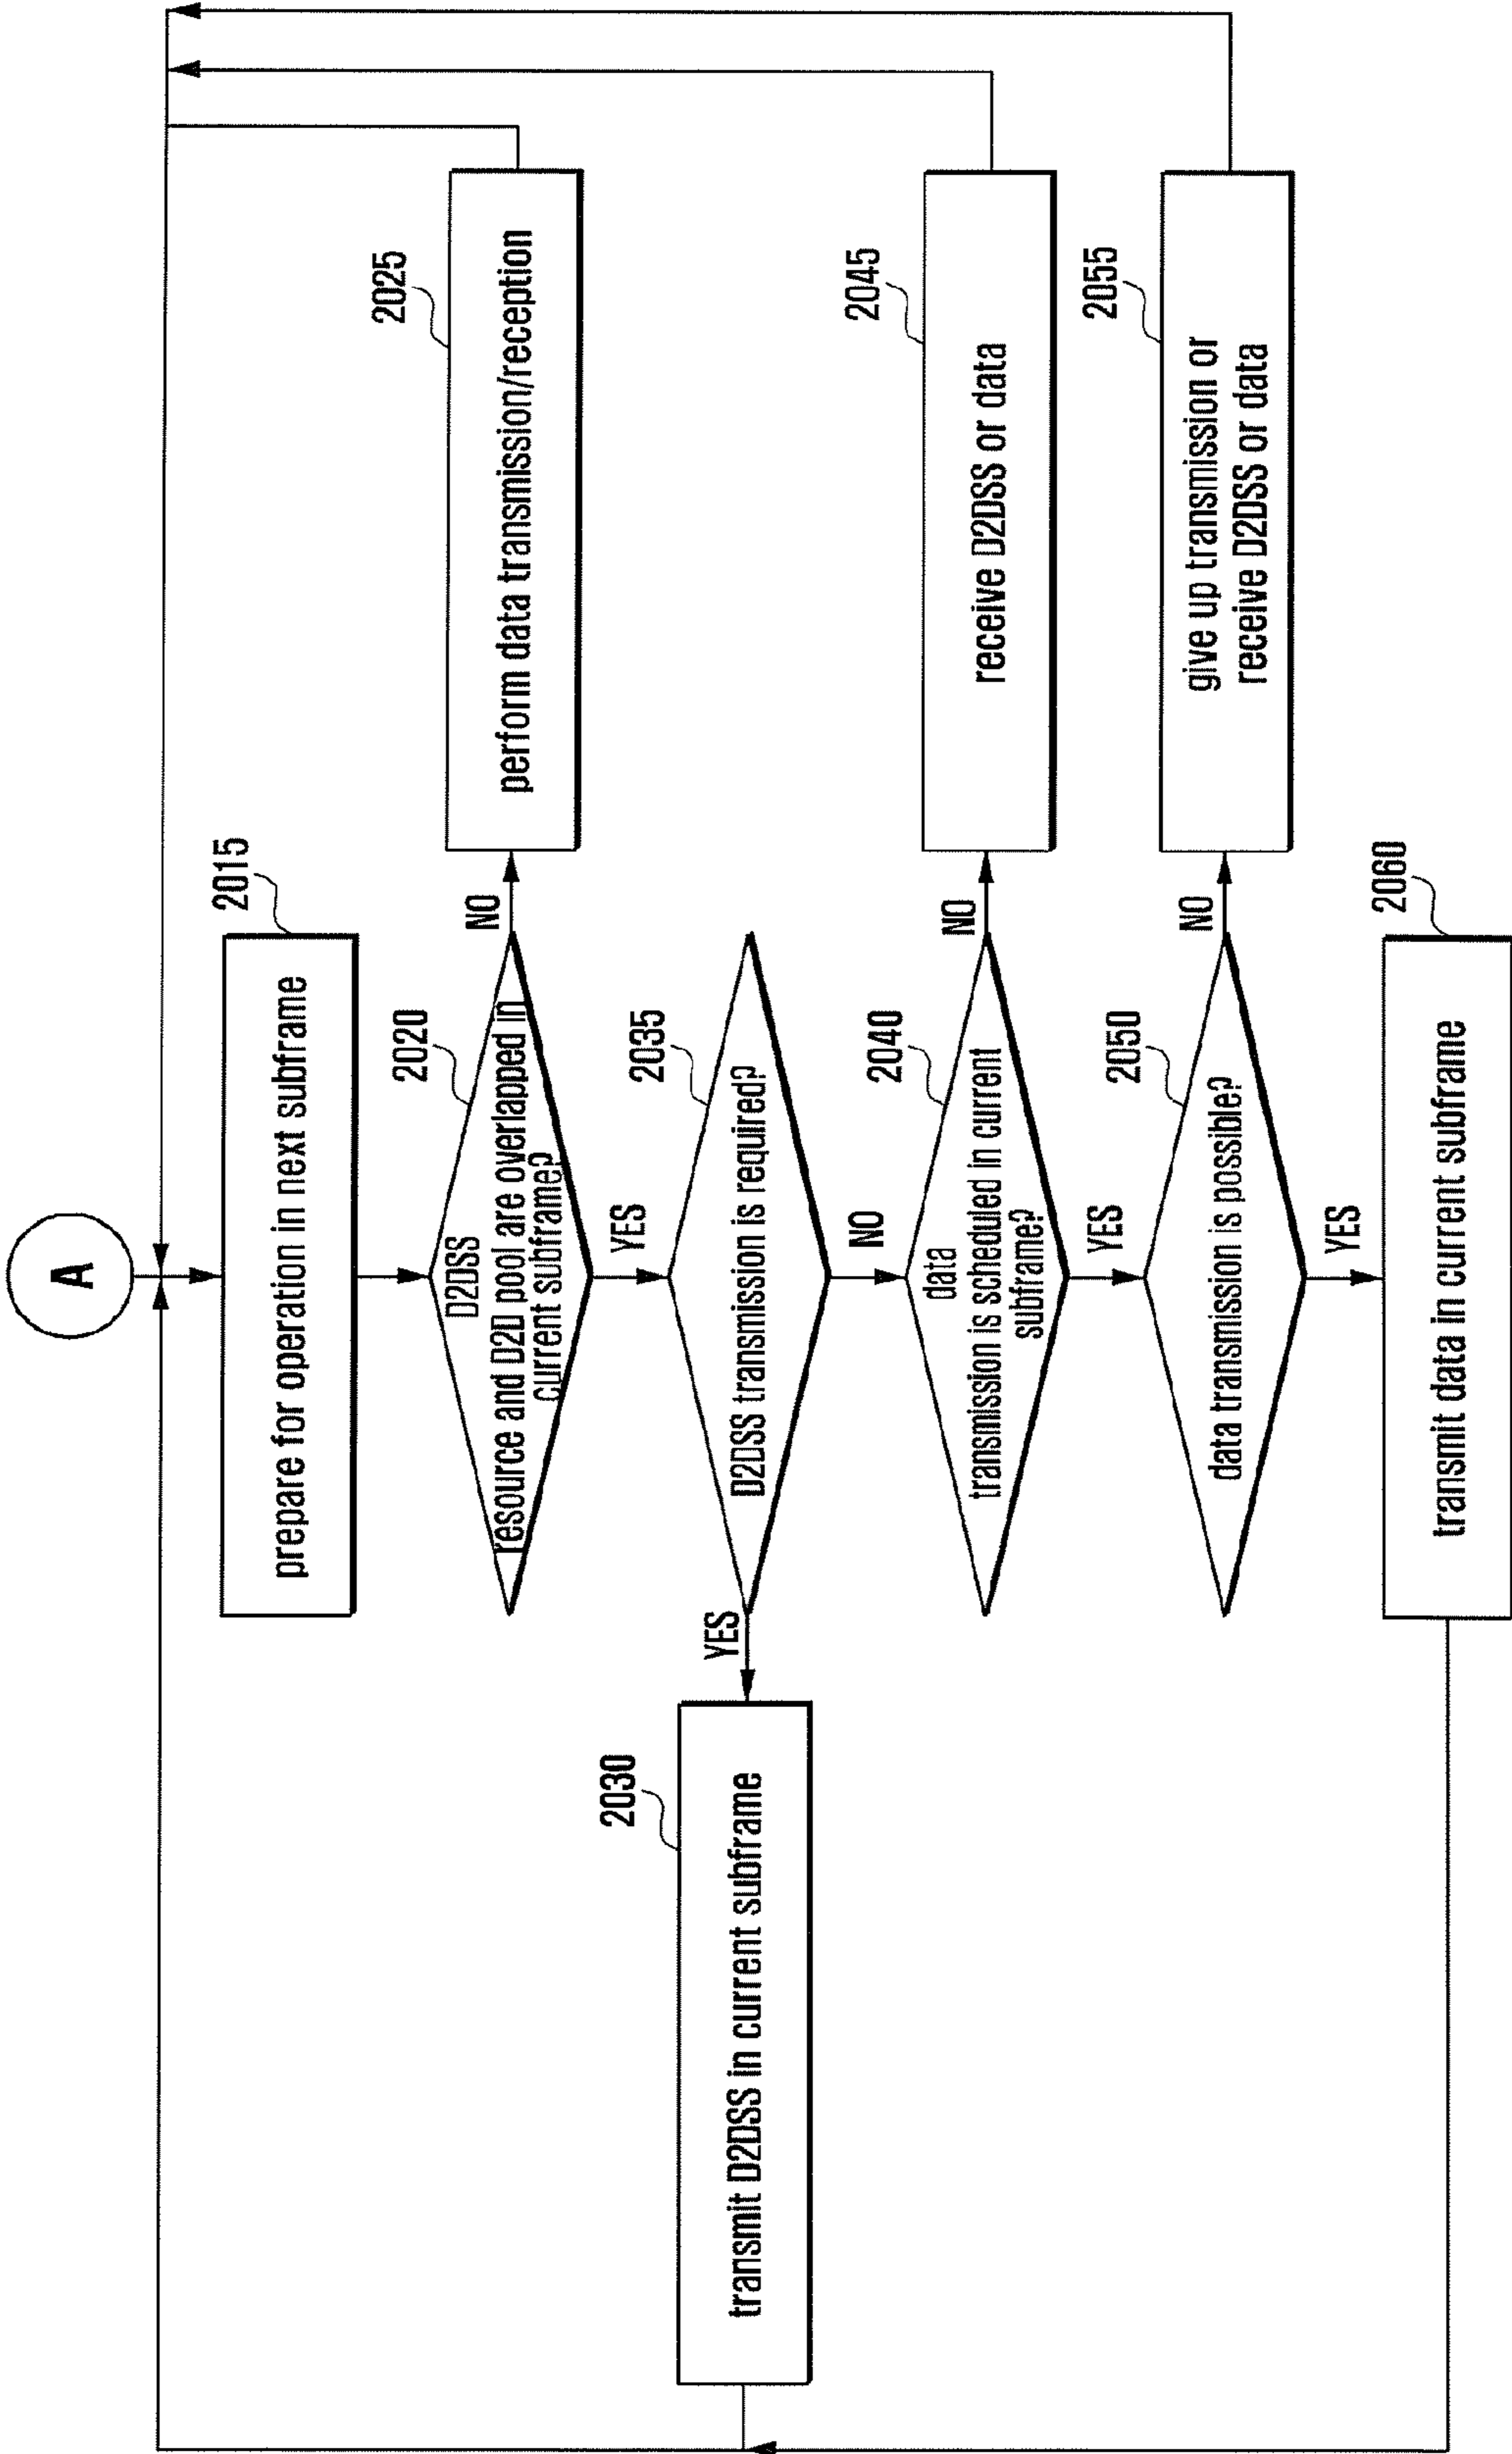 A
2015
prepare for operation in next subframe
2020
D2DSS
resource and D2D pool are overlapped in
current subframe?
NO
2025
perform data transmission/reception
YES
2035
D2DSS transmission is required?
YES
2030
transmit D2DSS in current subframe
NO
2040
data
transmission is scheduled in current
subframe?
NO
2045
receive D2DSS or data
YES
2050
data transmission is possible?
NO
2055
give up transmission or
receive D2DSS or data
YES
2060
transmit data in current subframe